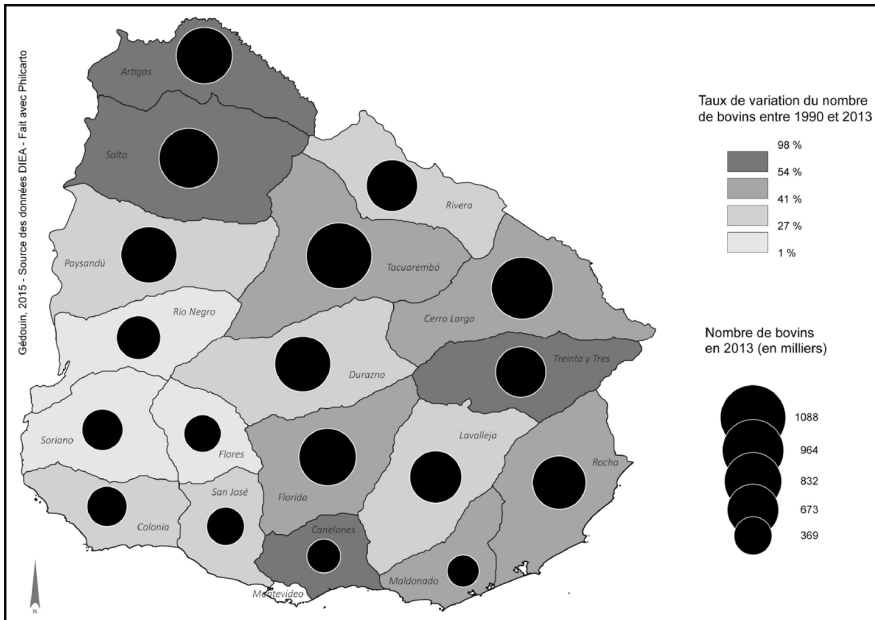 Gédouin, 2015 - Source des données DIEA - Fait avec Philcarto
Artigas
Salto
Rivera
Paysandú
Tacuarembó
Río Negro
Cerro Largo
Treinta y Tres
Durazno
Soriano
Flores
Lavalleja
Rocha
San José
Florida
Colonia
Canelones
Maldonado
Montevideo
N
Taux de variation du nombre
de bovins entre 1990 et 2013
98 %
54 %
41 %
27 %
1 %
Nombre de bovins
en 2013 (en milliers)
1088
964
832
673
369